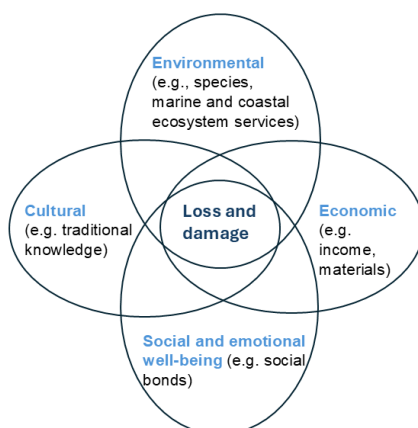 Environmental
(e.g., species,
marine and coastal
ecosystem services)
Cultural
(e.g. traditional
knowledge)
Loss and
damage
Economic
(e.g.
income,
materials)
Social and emotional
well-being (e.g. social
bonds)